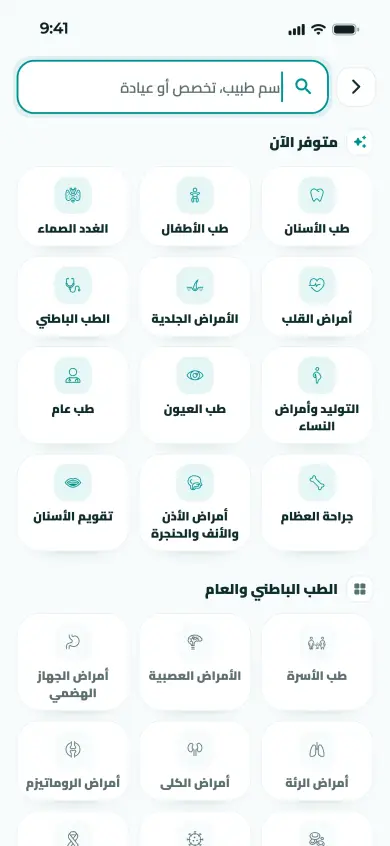 9:41
سم طبيب، تخصص أو عيادة
متوفر الآن
طب الأسنان
طب الأطفال
الغدد الصماء
أمراض القلب
الأمراض الجلدية
الطب الباطني
التوليد وأمراض
النساء
طب العيون
طب عام
جراحة العظام
أمراض الأذن
والأنف والحنجرة
تقويم الأسنان
الطب الباطني والعام
طب الأسرة
الأمراض العصبية
أمراض الجهاز
الهضمي
أمراض الرئة
أمراض الكلى
أمراض الروماتيزم